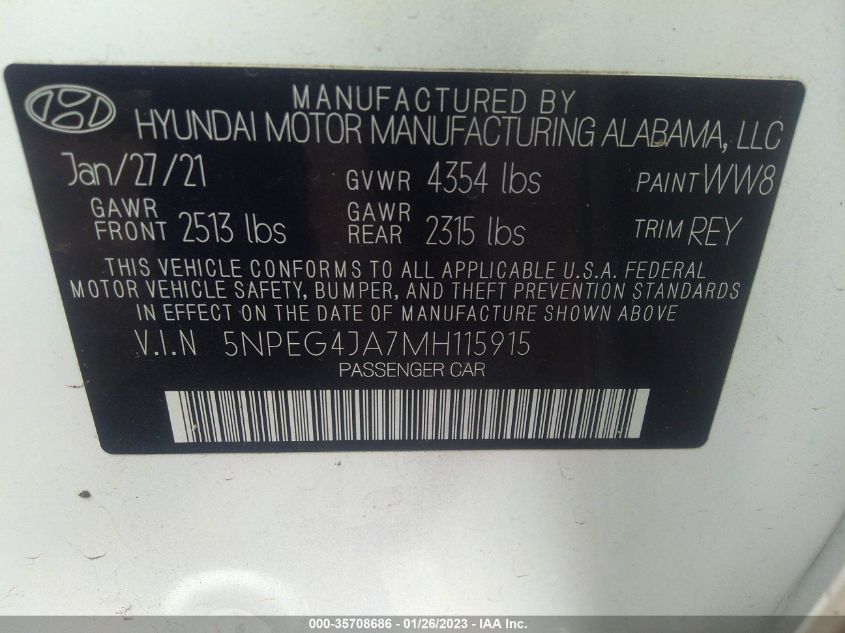 MANUFACTURED BY
HYUNDAI MOTOR MANUFACTURING ALABAMA, LLC
Jan/27/21 GVWR 4354 lbs PAINT WW8
GAWR FRONT 2513 lbs GAWR REAR 2315 lbs TRIM REY
THIS VEHICLE CONFORMS TO ALL APPLICABLE U.S.A. FEDERAL
MOTOR VEHICLE SAFETY, BUMPER, AND THEFT PREVENTION STANDARDS
IN EFFECT ON THE DATE OF MANUFACTURE SHOWN ABOVE
V.I.N 5NPEG4JA7MH115915
PASSENGER CAR
000-35708686 - 01/26/2023 - IAA Inc.